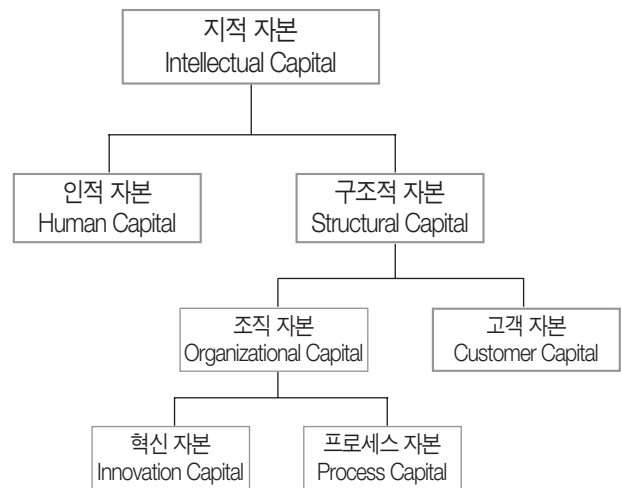 지적 자본
Intellectual Capital
인적 자본
Human Capital
구조적 자본
Structural Capital
조직 자본
Organizational Capital
고객 자본
Customer Capital
혁신 자본
Innovation Capital
프로세스 자본
Process Capital